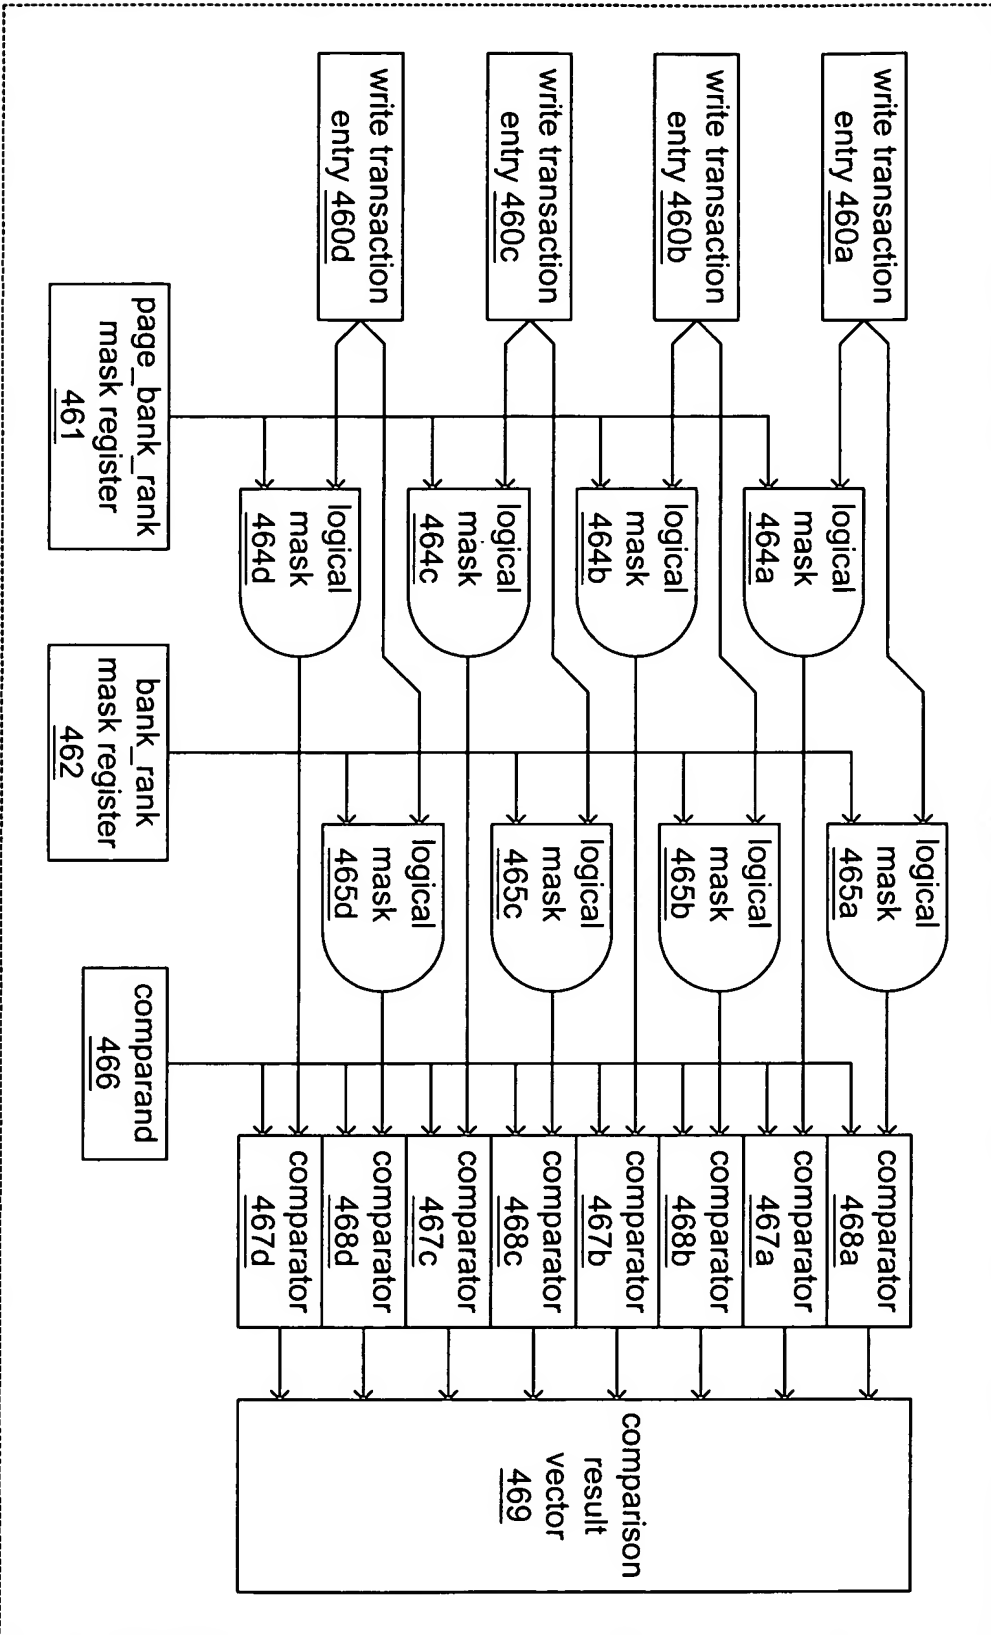 write transaction
entry 460a
write transaction
entry 460b
write transaction
entry 460c
write transaction
entry 460d
page_bank_rank
mask register
461
logical
mask
464a
logical
mask
464b
logical
mask
464c
logical
mask
464d
bank_rank
mask register
462
logical
mask
465a
logical
mask
465b
logical
mask
465c
logical
mask
465d
comparand
466
comparator
468a
comparator
467a
comparator
468b
comparator
467b
comparator
468c
comparator
467c
comparator
468d
comparator
467d
comparison
result
vector
469